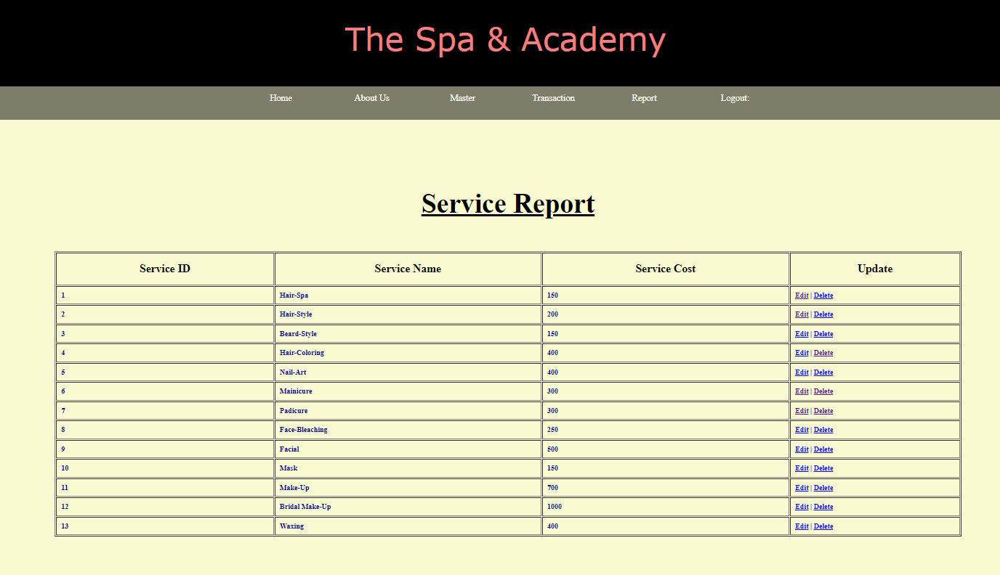 The Spa & Academy
Home About Us Master Transaction Report Logout:
Service Report
Service ID Service Name Service Cost Update
1 Hair-Spa 150 Edit | Delete
2 Hair-Style 200 Edit | Delete
3 Beard-Style 150 Edit | Delete
4 Hair-Coloring 400 Edit | Delete
5 Nail-Art 400 Edit | Delete
6 Mainicure 300 Edit | Delete
7 Padicure 300 Edit | Delete
8 Face-Bleaching 250 Edit | Delete
9 Facial 500 Edit | Delete
10 Mask 150 Edit | Delete
11 Make-Up 700 Edit | Delete
12 Bridal Make-Up 1000 Edit | Delete
13 Waxing 400 Edit | Delete